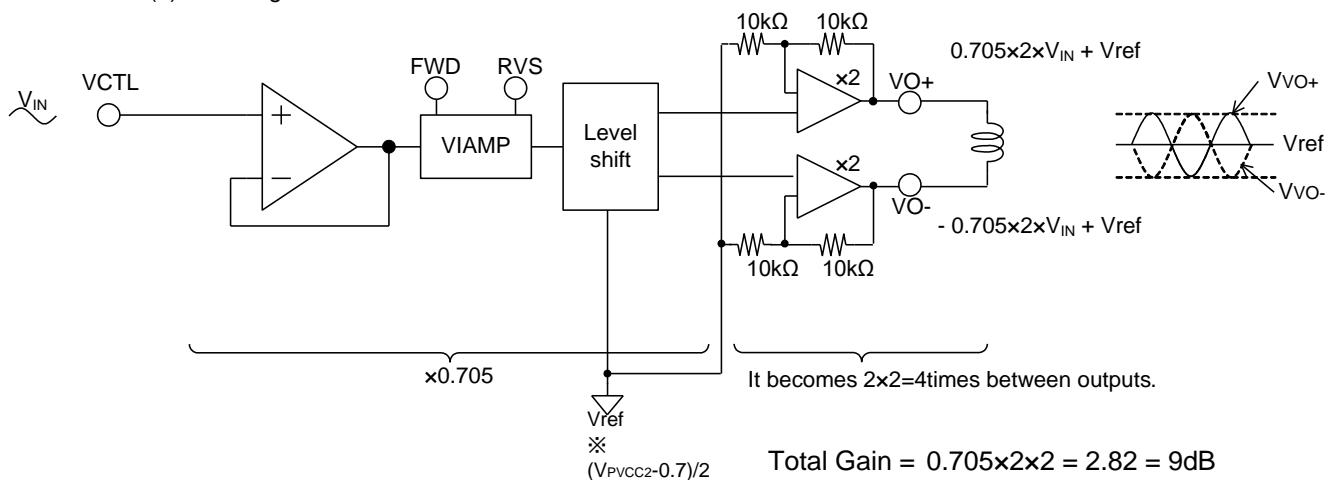 10kΩ 10kΩ
0.705×2×VIN + Vref
FWD RVS
×2
VO+
VIN
VCTL
VVO+
+
−
VIAMP
Level
shift
Vref
×2
VO-
VVO-
- 0.705×2×VIN + Vref
10kΩ 10kΩ
×0.705
It becomes 2×2=4times between outputs.
Vref
※
(VPVCC2-0.7)/2
Total Gain = 0.705×2×2 = 2.82 = 9dB